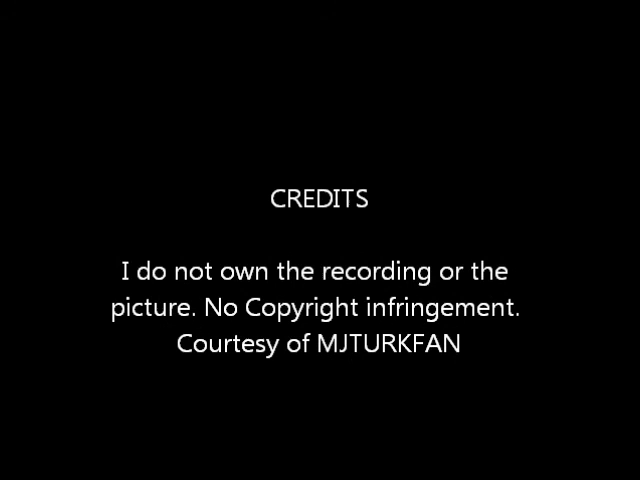 CREDITS
I do not own the recording or the
picture. No Copyright infringement.
Courtesy of MJTURKFAN